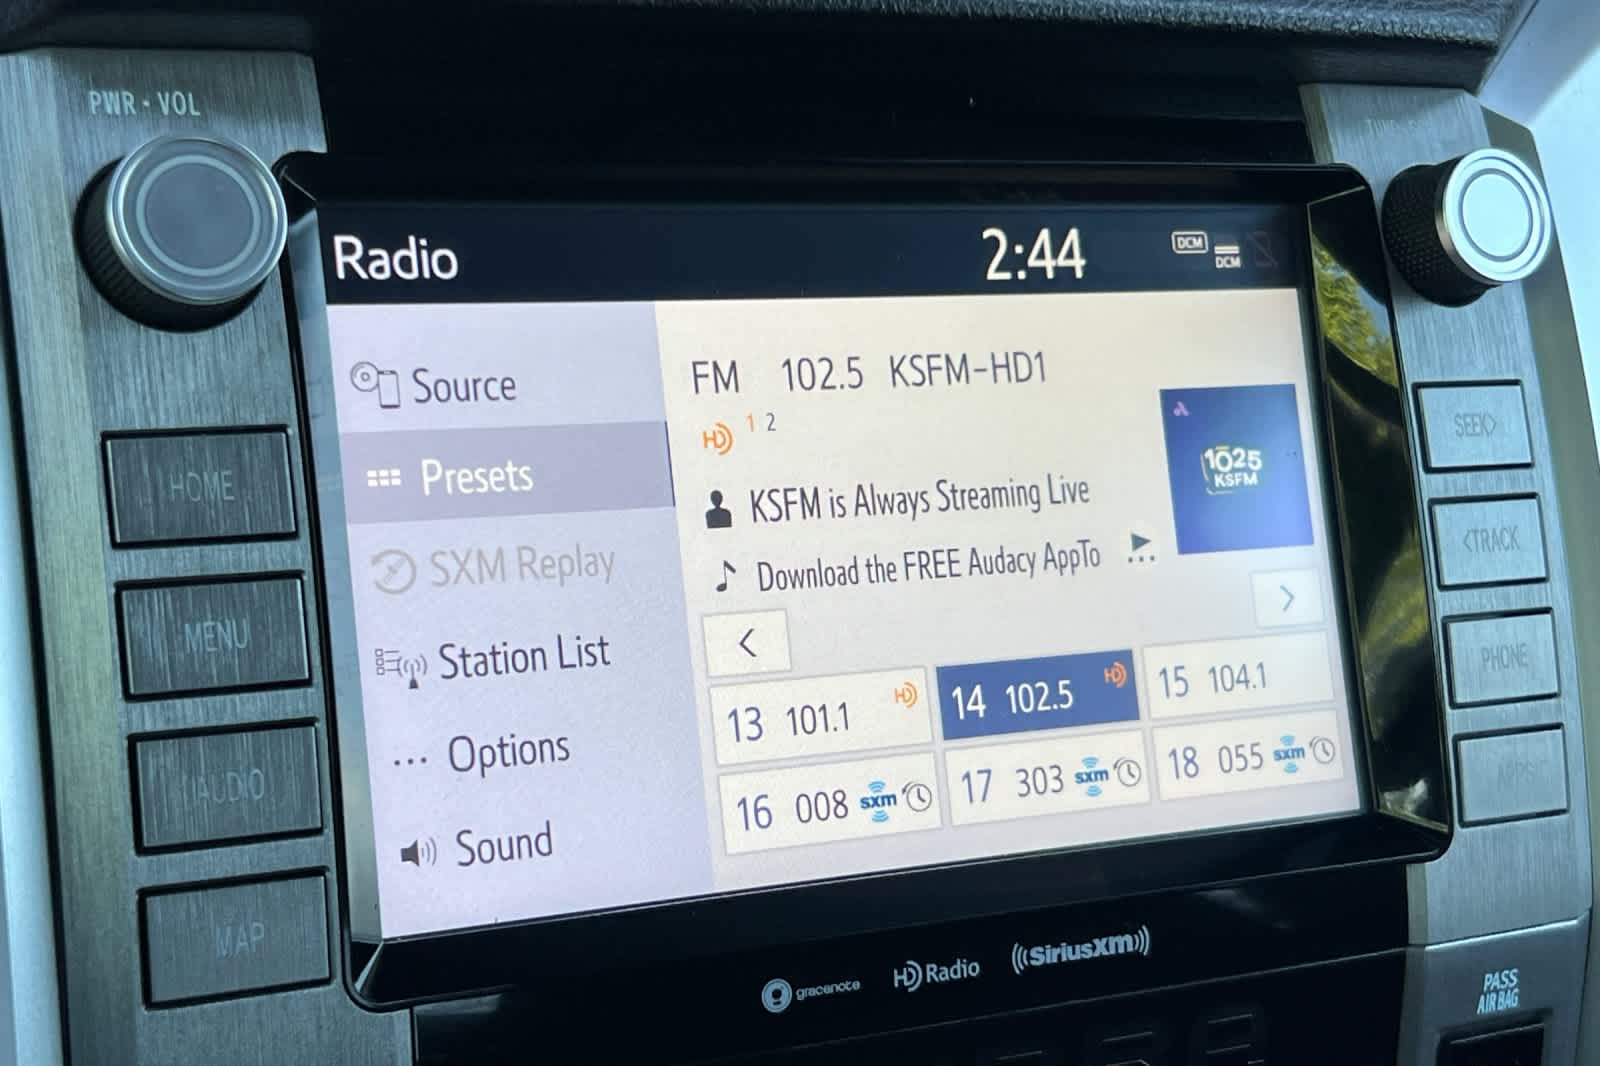 PWR • VOL
Radio
2:44
DCM
DCM
Source
Presets
SXM Replay
Station List
Options
Sound
FM 102.5 KSFM-HD1
HD 1 2
KSFM is Always Streaming Live
Download the FREE Audacy AppTo
1025
KSFM
<
>
13 101.1 HD
14 102.5 HD
15 104.1
16 008 sxm
17 303 sxm
18 055 sxm
HOME
MENU
AUDIO
MAP
SEEK>
<TRACK
PHONE
gracenote
HD Radio
SiriusXM
PASS
AIR BAG